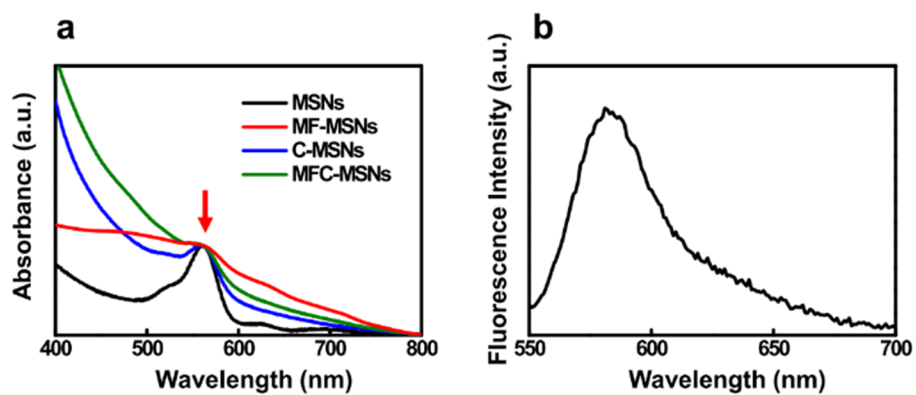 a
Absorbance (a.u.)
MSNs
MF-MSNs
C-MSNs
MFC-MSNs
400 500 600 700 800
Wavelength (nm)
b
Fluorescence Intensity (a.u.)
550 600 650 700
Wavelength (nm)